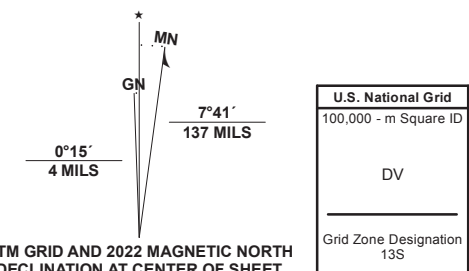 MN
GN
7°41´
137 MILS
0°15´
4 MILS
TM GRID AND 2022 MAGNETIC NORTH
DECLINATION AT CENTER OF SHEET
U.S. National Grid
100,000 - m Square ID
DV
Grid Zone Designation
13S